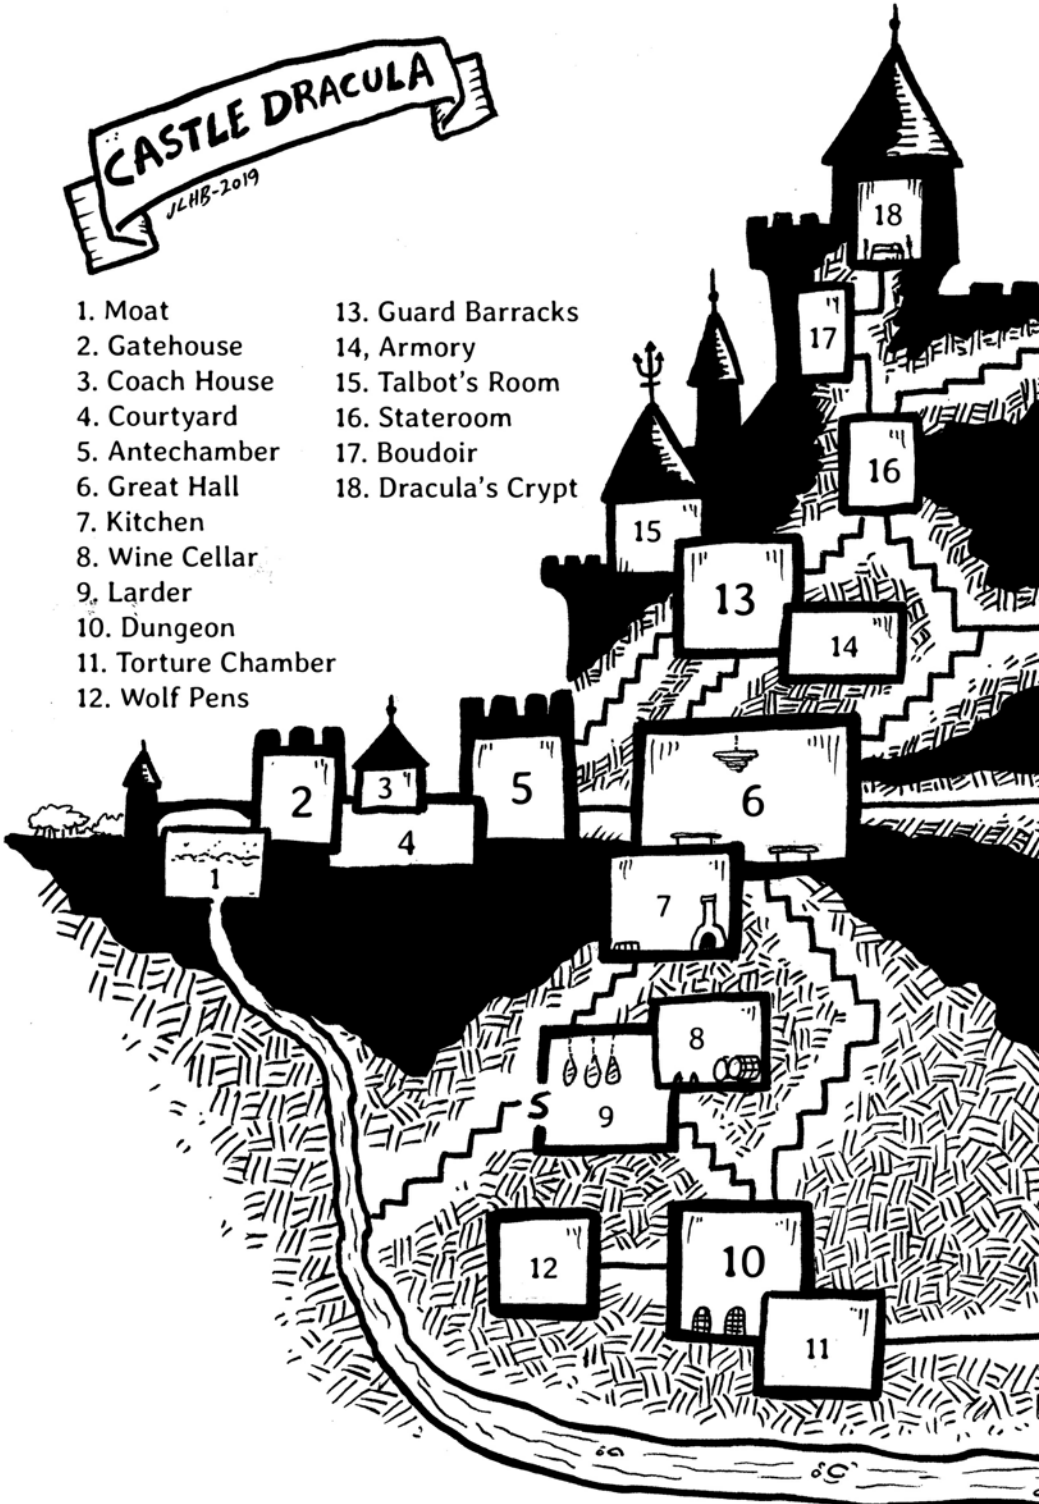 CASTLE DRACULA
JLHB-2019
1. Moat
2. Gatehouse
3. Coach House
4. Courtyard
5. Antechamber
6. Great Hall
7. Kitchen
8. Wine Cellar
9. Larder
10. Dungeon
11. Torture Chamber
12. Wolf Pens
13. Guard Barracks
14, Armory
15. Talbot's Room
16. Stateroom
17. Boudoir
18. Dracula's Crypt
18
17
16
15
13
14
2
3
5
6
4
1
7
8
S
9
12
10
11